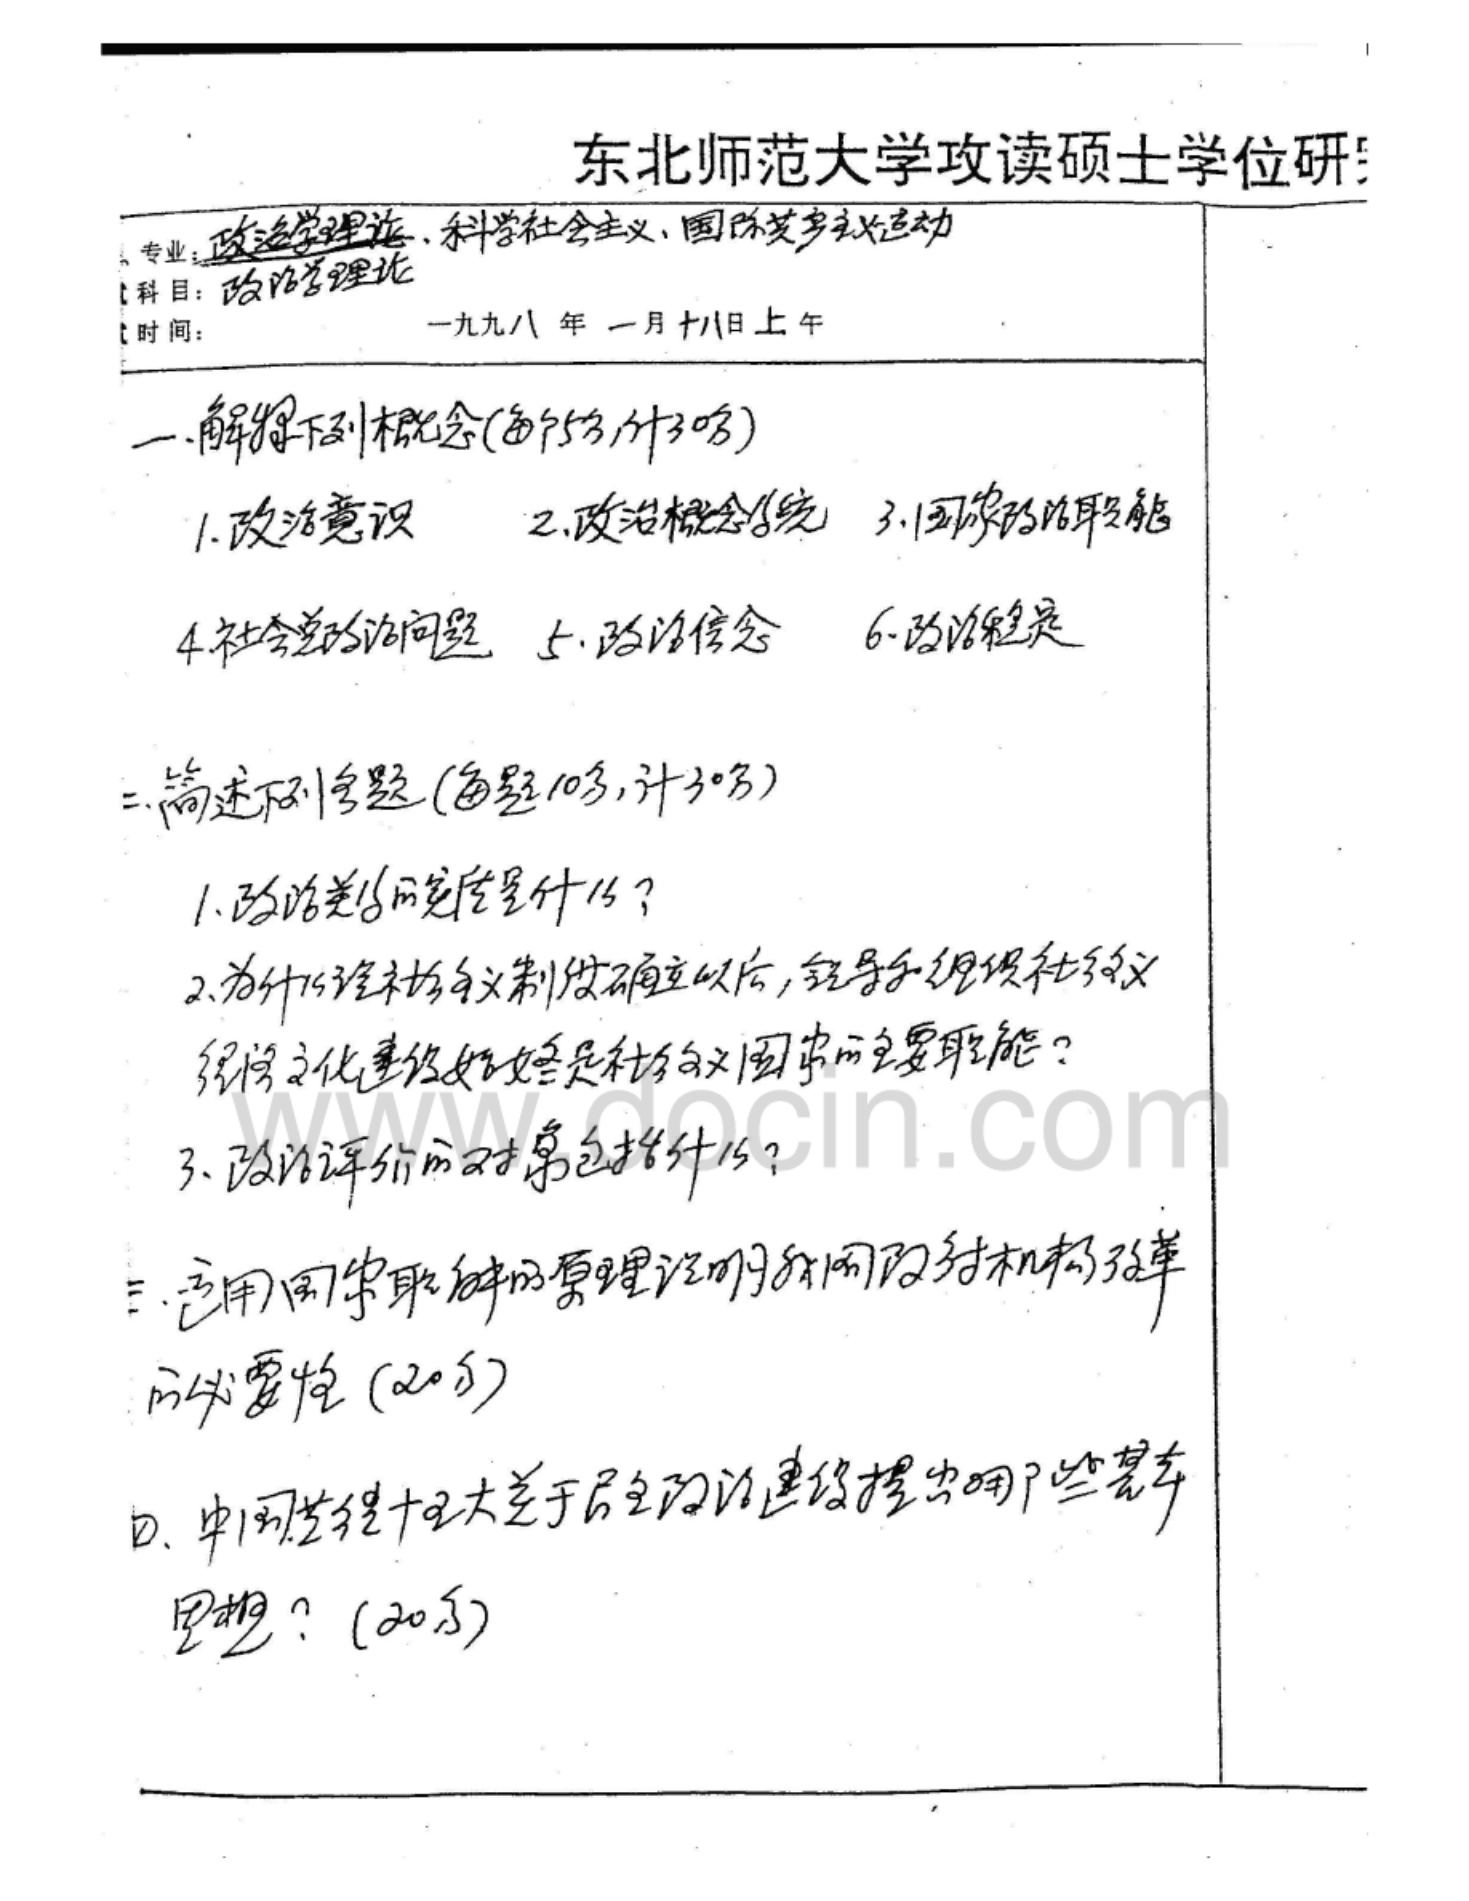 东北师范大学攻读硕士学位研
专业:政治学理论、科学社会主义、国际共产主义运动
科目:政治学理论
时间: 一九九八年 一月十八日上午
一、解释下列概念(每个5分,计30分)
1.政治意识 2、政治概念系统 3、国家政治职能
4.社会总政治问题 5.政治信念 6.政治稳定
二、简述下列各题(每题10分,计30分)
1.政治美学的实质是什么?
2.为什么说社会主义制度确立以后,领导和组织社会主义
经济文化建设始终是社会主义国家的主要职能?
3、政治评价的对象包括什么?
三、运用国家职能的原理说明我国政府机构改革
的必要性(20分)
四、中国共产党十五大关于民主政治建设提出哪些基本
思想?(20分)
www.docin.com